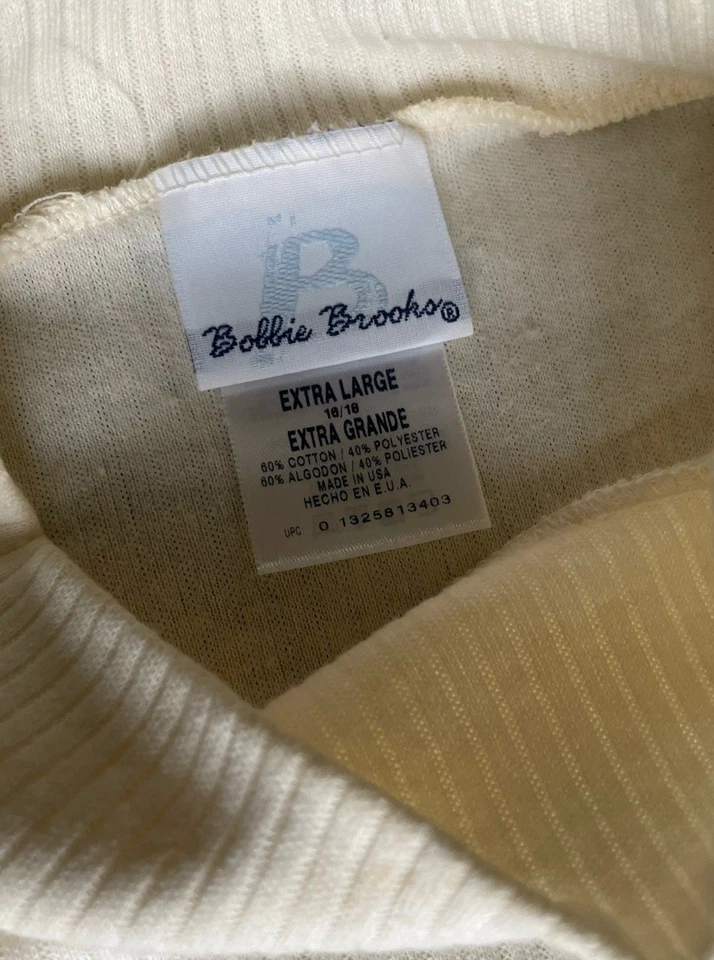 B
Bobbie Brooks®
EXTRA LARGE
16/18
EXTRA GRANDE
60% COTTON / 40% POLYESTER
60% ALGODON / 40% POLIESTER
MADE IN USA
HECHO EN E.U.A.
UPC 0 1325813403